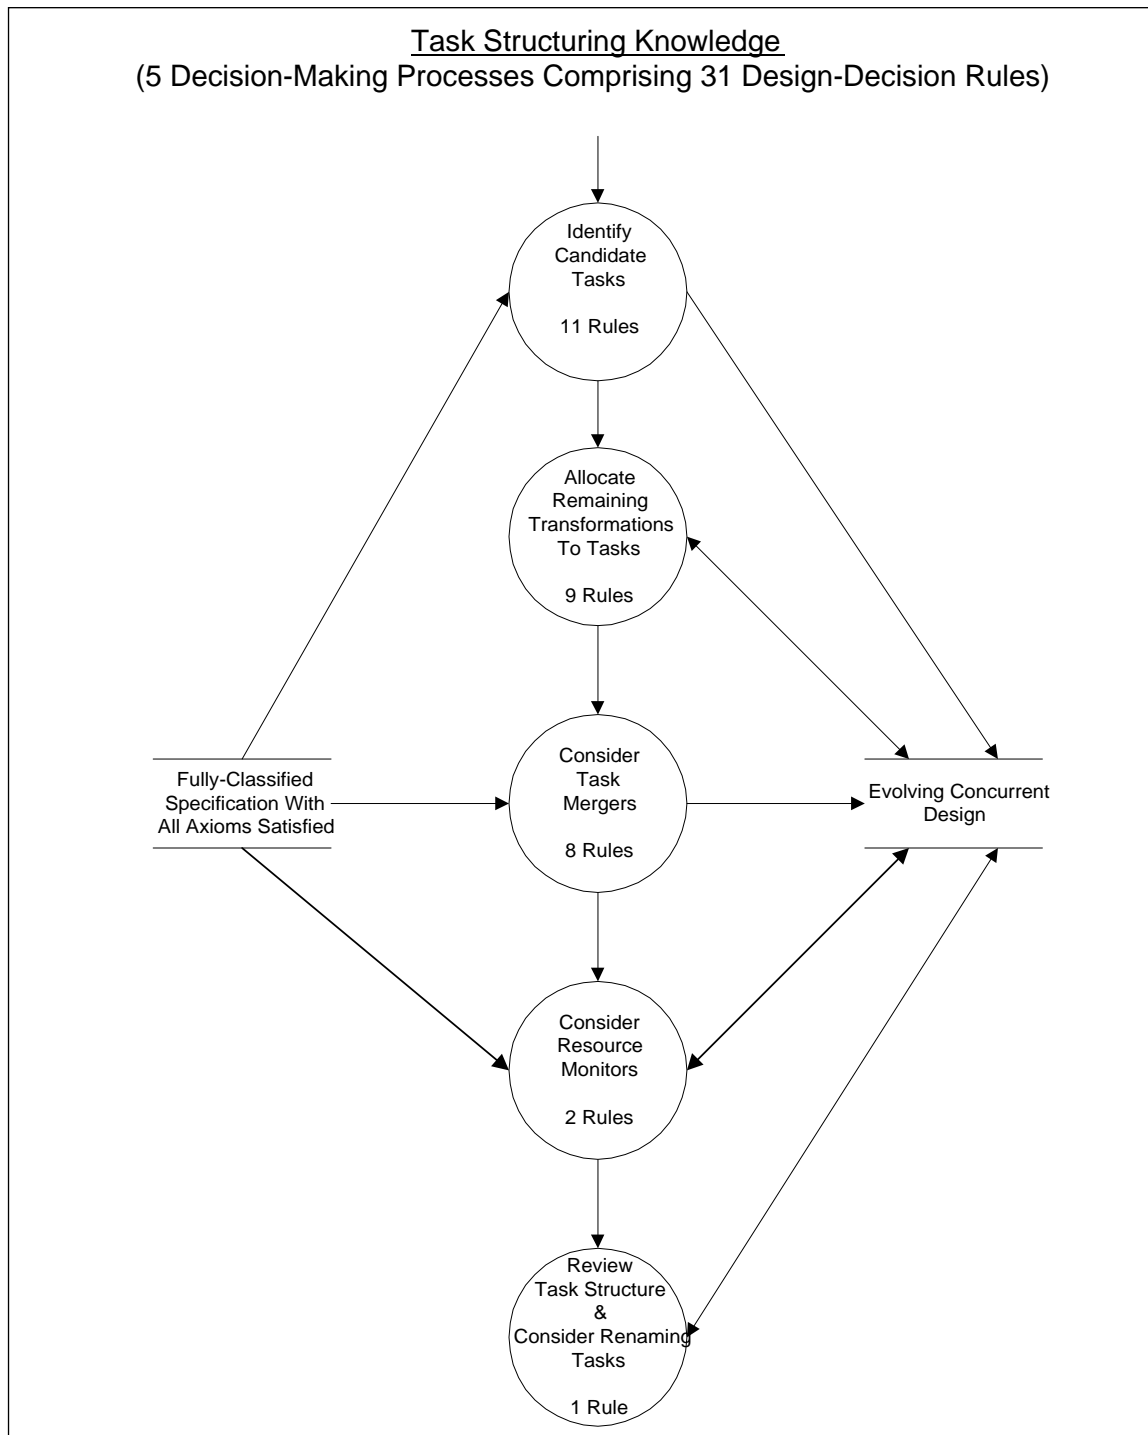 Task Structuring Knowledge
(5 Decision-Making Processes Comprising 31 Design-Decision Rules)
Identify
Candidate
Tasks
11 Rules
Allocate
Remaining
Transformations
To Tasks
9 Rules
Fully-Classified
Specification With
All Axioms Satisfied
Consider
Task
Mergers
8 Rules
Evolving Concurrent
Design
Consider
Resource
Monitors
2 Rules
Review
Task Structure
&
Consider Renaming
Tasks
1 Rule